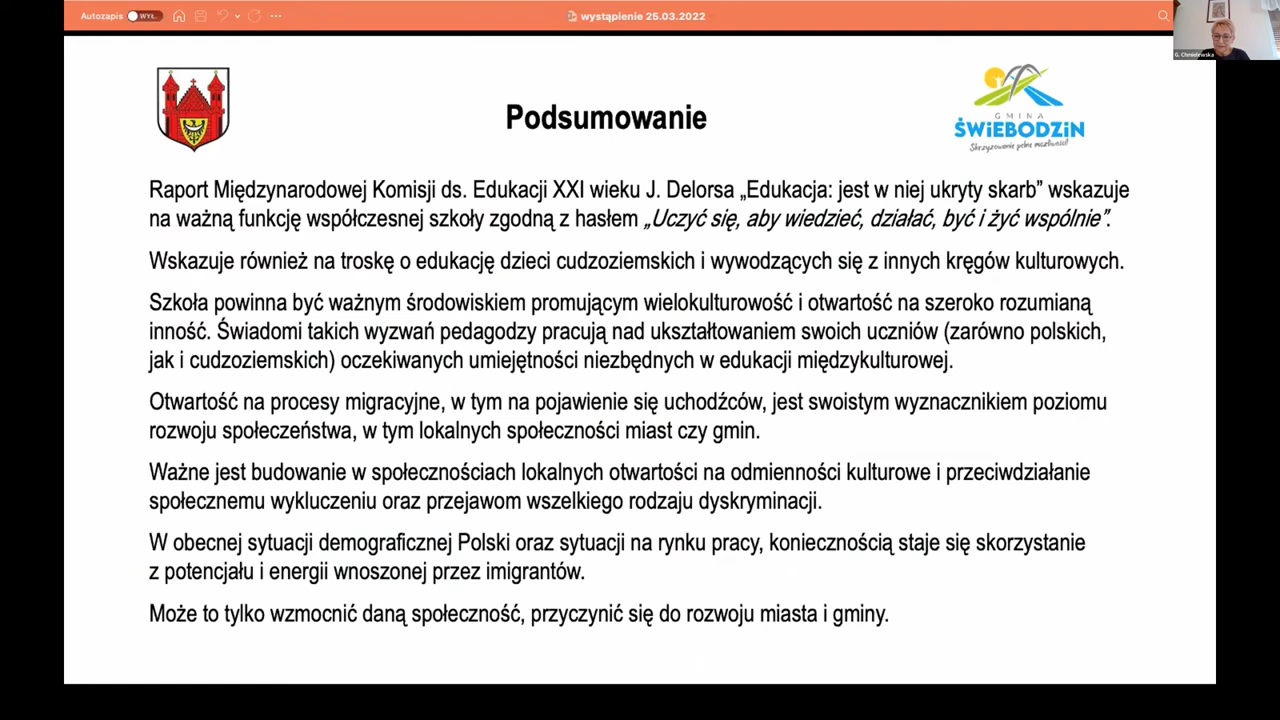 Autozapis WYŁ. wystąpienie 25.03.2022
G. Chmielewska
Podsumowanie
GMINA
ŚWIEBODZIN
Skrzyżowanie pełne możliwości!
Raport Międzynarodowej Komisji ds. Edukacji XXI wieku J. Delorsa „Edukacja: jest w niej ukryty skarb” wskazuje
na ważną funkcję współczesnej szkoły zgodną z hasłem „Uczyć się, aby wiedzieć, działać, być i żyć wspólnie”.
Wskazuje również na troskę o edukację dzieci cudzoziemskich i wywodzących się z innych kręgów kulturowych.
Szkoła powinna być ważnym środowiskiem promującym wielokulturowość i otwartość na szeroko rozumianą
inność. Świadomi takich wyzwań pedagodzy pracują nad ukształtowaniem swoich uczniów (zarówno polskich,
jak i cudzoziemskich) oczekiwanych umiejętności niezbędnych w edukacji międzykulturowej.
Otwartość na procesy migracyjne, w tym na pojawienie się uchodźców, jest swoistym wyznacznikiem poziomu
rozwoju społeczeństwa, w tym lokalnych społeczności miast czy gmin.
Ważne jest budowanie w społecznościach lokalnych otwartości na odmienności kulturowe i przeciwdziałanie
społecznemu wykluczeniu oraz przejawom wszelkiego rodzaju dyskryminacji.
W obecnej sytuacji demograficznej Polski oraz sytuacji na rynku pracy, koniecznością staje się skorzystanie
z potencjału i energii wnoszonej przez imigrantów.
Może to tylko wzmocnić daną społeczność, przyczynić się do rozwoju miasta i gminy.